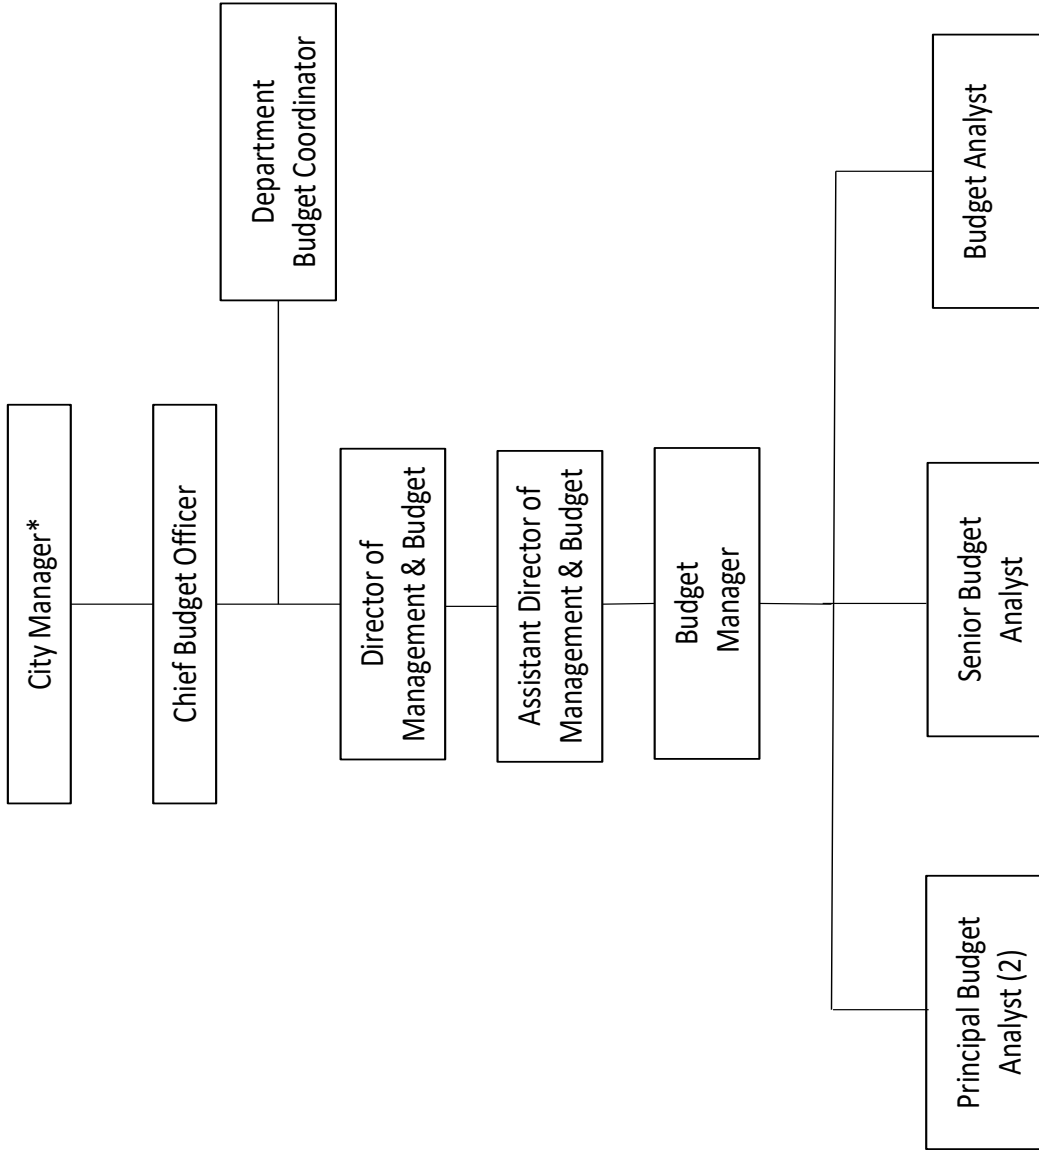 City Manager*
Chief Budget Officer
Department
Budget Coordinator
Director of
Management & Budget
Assistant Director of
Management & Budget
Budget
Manager
Principal Budget
Analyst (2)
Senior Budget
Analyst
Budget Analyst